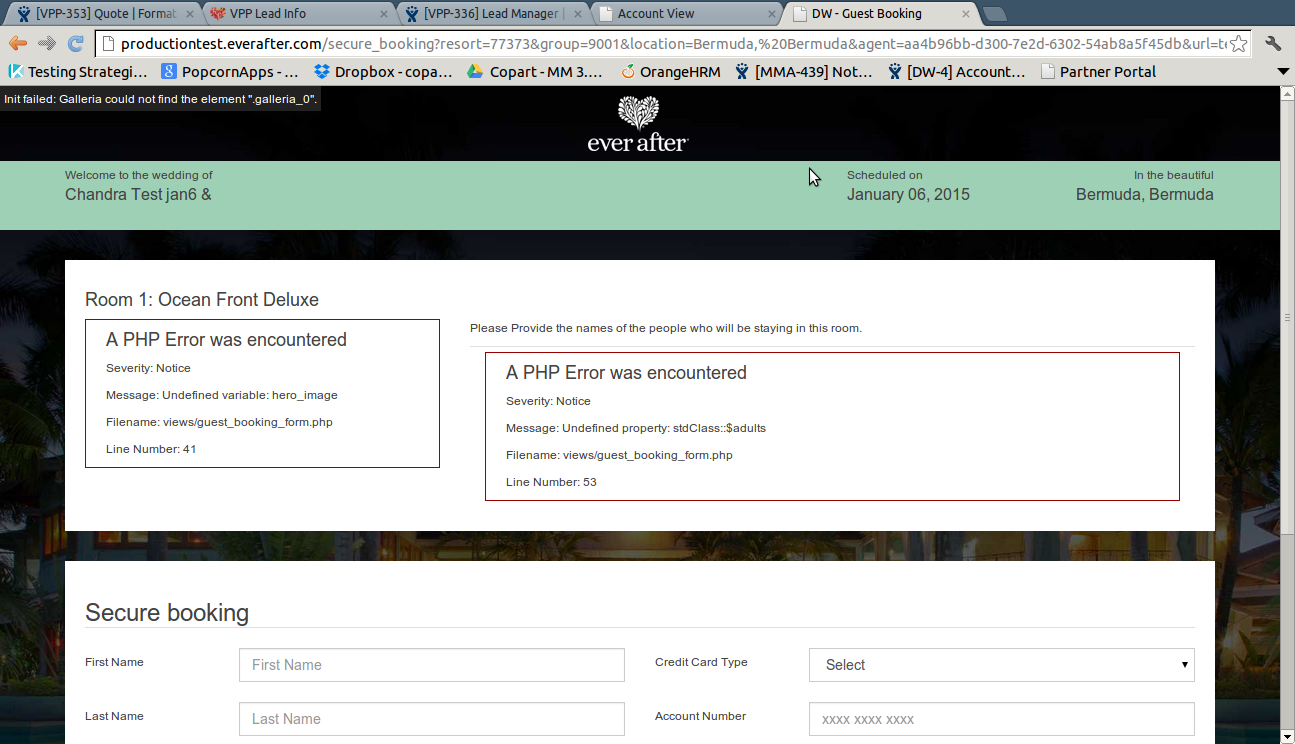 [VPP-353] Quote | Format
VPP Lead Info
[VPP-336] Lead Manager |
Account View
DW - Guest Booking
productiontest.everafter.com/secure_booking?resort=77373&group=9001&location=Bermuda,%20Bermuda&agent=aa4b96bb-d300-7e2d-6302-54ab8a5f45db&url=te
Testing Strategi...
PopcornApps - ...
Dropbox - copa...
Copart - MM 3....
OrangeHRM
[MMA-439] Not...
[DW-4] Account...
Partner Portal
Init failed: Galleria could not find the element ".galleria_0".
ever after
Welcome to the wedding of
Chandra Test jan6 &
Scheduled on
January 06, 2015
In the beautiful
Bermuda, Bermuda
Room 1: Ocean Front Deluxe
A PHP Error was encountered
Severity: Notice
Message: Undefined variable: hero_image
Filename: views/guest_booking_form.php
Line Number: 41
Please Provide the names of the people who will be staying in this room.
A PHP Error was encountered
Severity: Notice
Message: Undefined property: stdClass::$adults
Filename: views/guest_booking_form.php
Line Number: 53
Secure booking
First Name
First Name
Credit Card Type
Select
Last Name
Last Name
Account Number
xxxx xxxx xxxx